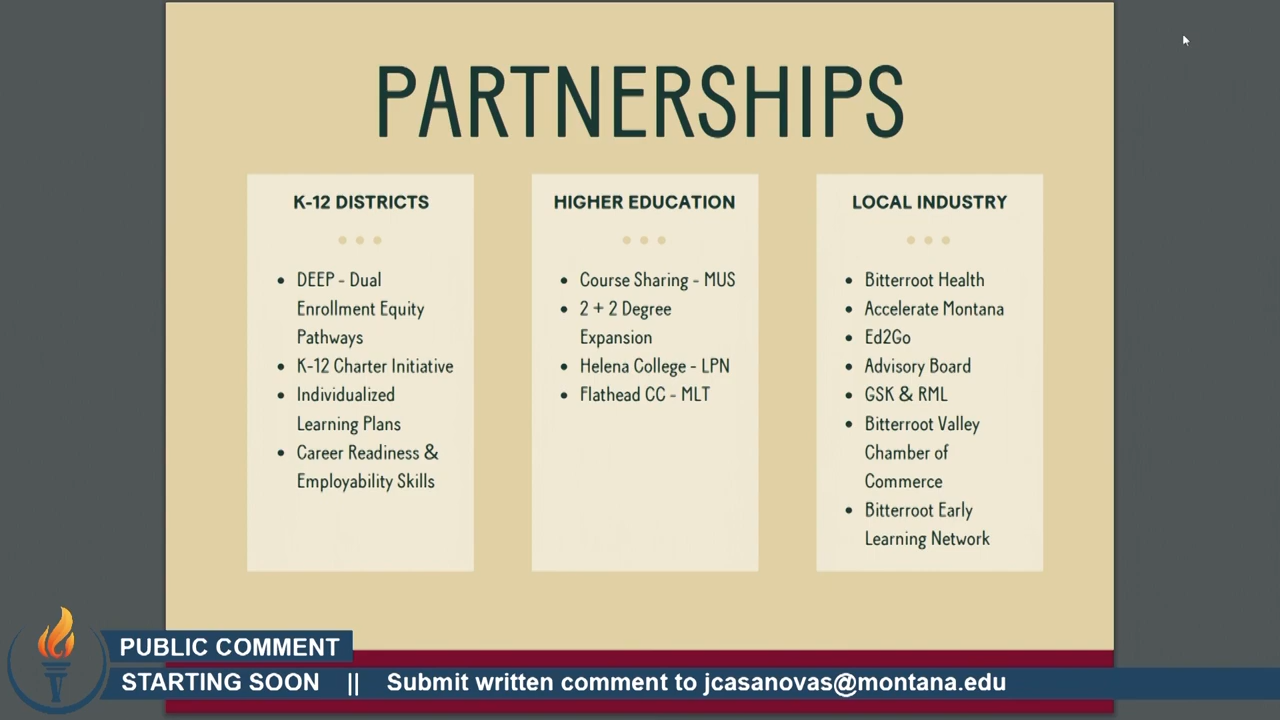 PARTNERSHIPS
K-12 DISTRICTS
• DEEP - Dual
Enrollment Equity
Pathways
• K-12 Charter Initiative
• Individualized
Learning Plans
• Career Readiness &
Employability Skills
HIGHER EDUCATION
• Course Sharing - MUS
• 2 + 2 Degree
Expansion
• Helena College - LPN
• Flathead CC - MLT
LOCAL INDUSTRY
• Bitterroot Health
• Accelerate Montana
• Ed2Go
• Advisory Board
• GSK & RML
• Bitterroot Valley
Chamber of
Commerce
• Bitterroot Early
Learning Network
PUBLIC COMMENT
STARTING SOON || Submit written comment to jcasanovas@montana.edu